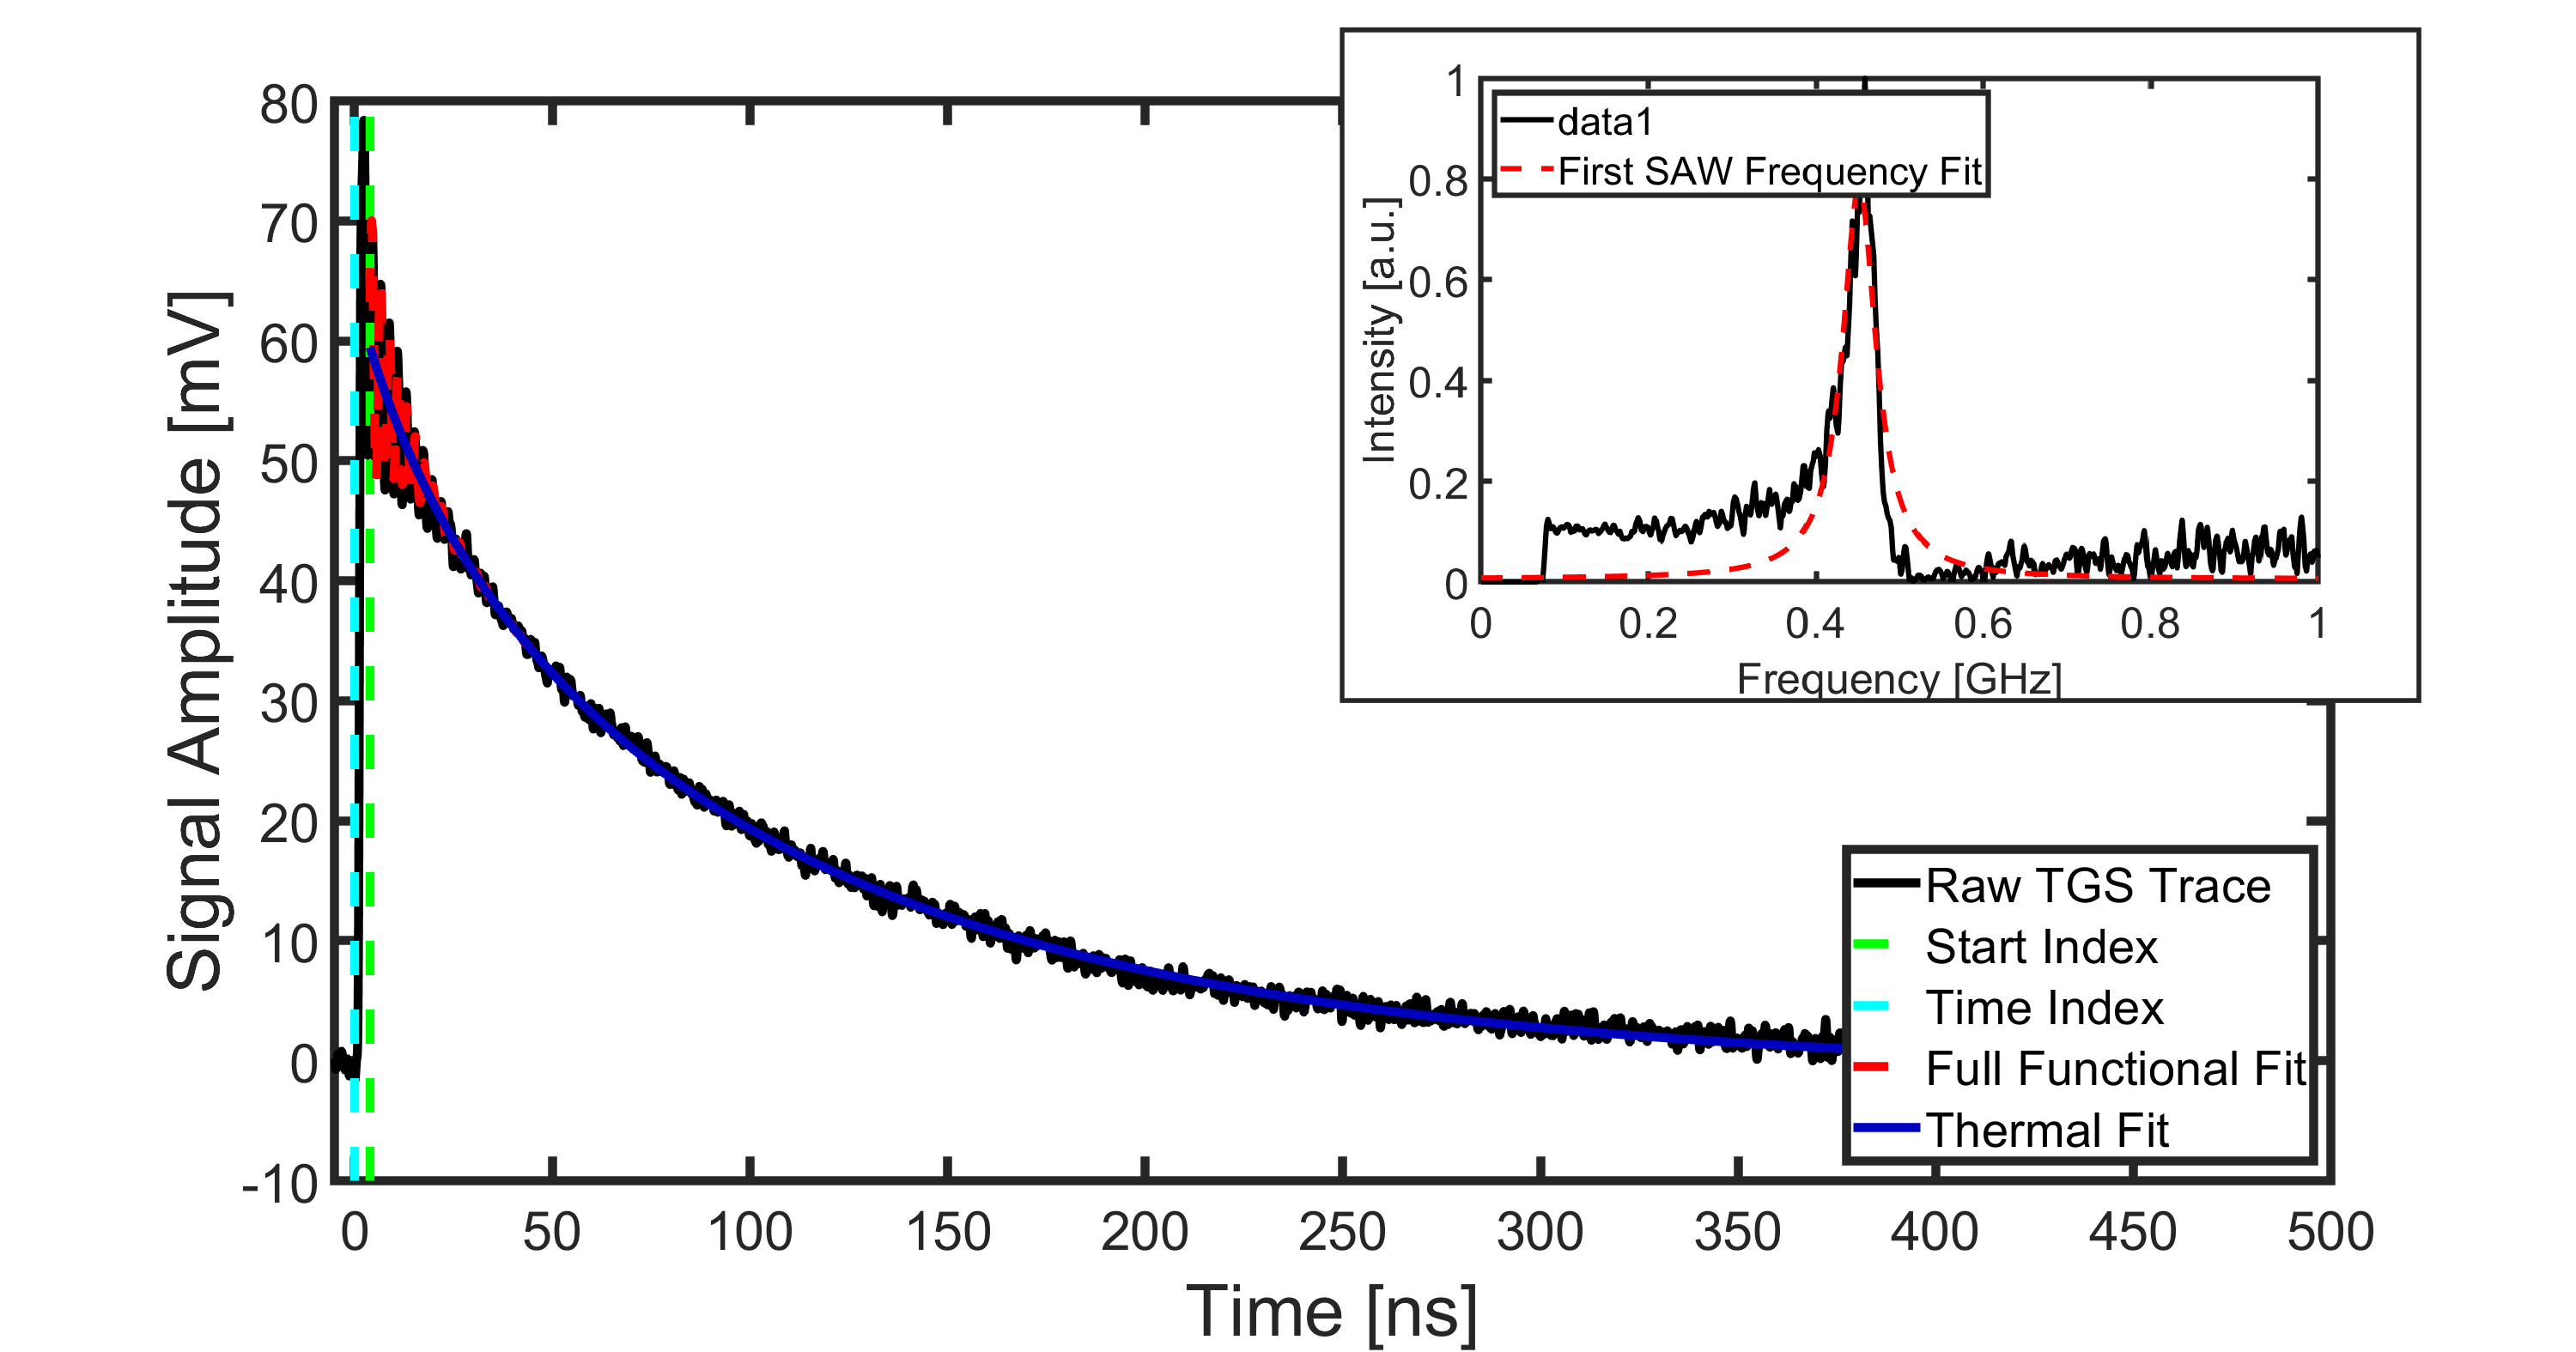 Signal Amplitude [mV]
80
70
60
50
40
30
20
10
0
-10
0 50 100 150 200 250 300 350 400 450 500
Time [ns]
Intensity [a.u.]
1
0.8
0.6
0.4
0.2
0
0 0.2 0.4 0.6 0.8 1
Frequency [GHz]
data1
First SAW Frequency Fit
Raw TGS Trace
Start Index
Time Index
Full Functional Fit
Thermal Fit